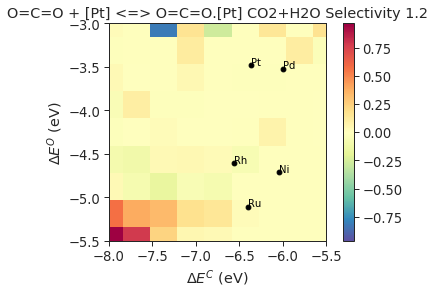 O=C=O + [Pt] <=> O=C=O.[Pt] CO2+H2O Selectivity 1.2
−3.0
−3.5
−4.0
−4.5
−5.0
−5.5
ΔE^O (eV)
−8.0 −7.5 −7.0 −6.5 −6.0 −5.5
ΔE^C (eV)
Pt
Pd
Rh
Ni
Ru
0.75
0.50
0.25
0.00
−0.25
−0.50
−0.75